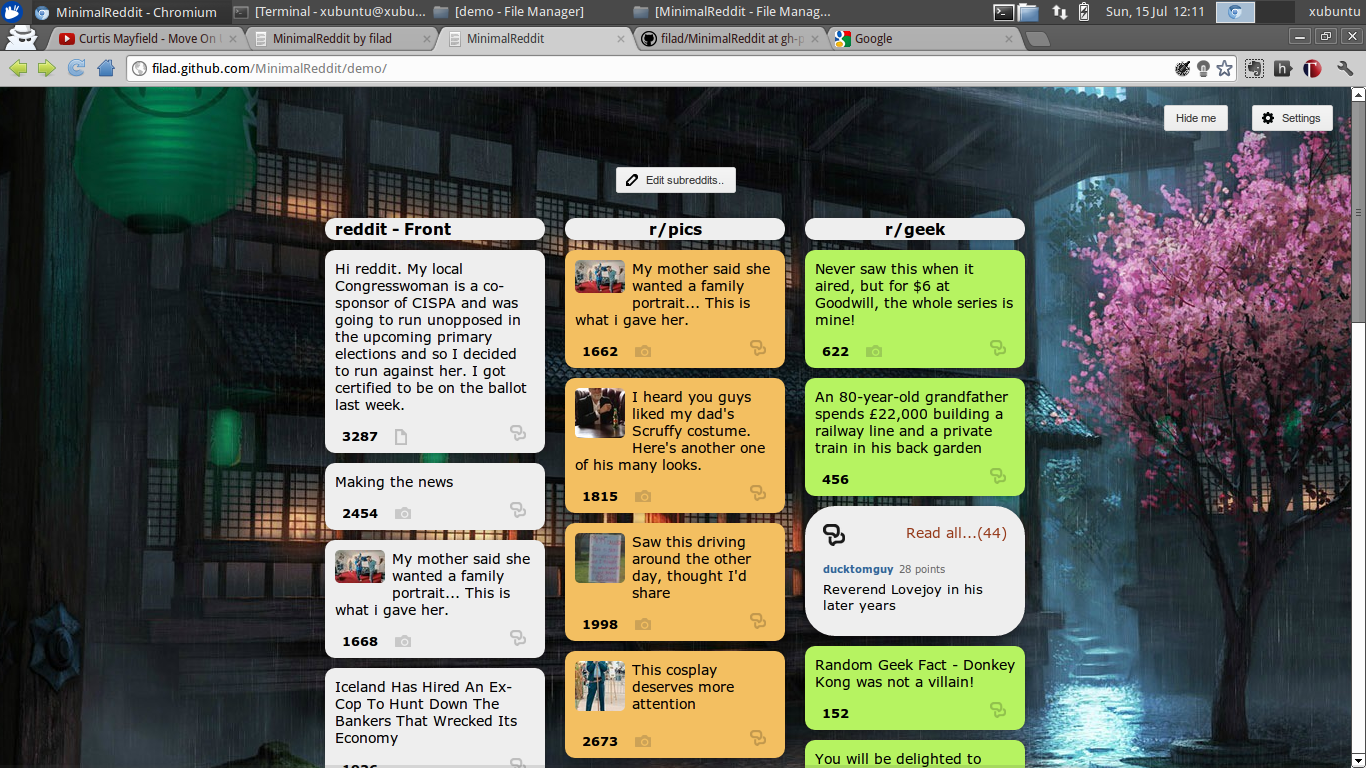 MinimalReddit - Chromium
[Terminal - xubuntu@xubu...
[demo - File Manager]
[MinimalReddit - File Manag...
Sun, 15 Jul 12:11
xubuntu
Curtis Mayfield - Move On
MinimalReddit by filad
MinimalReddit
filad/MinimalReddit at gh-p
Google
filad.github.com/MinimalReddit/demo/
Hide me
Settings
Edit subreddits..
reddit - Front
Hi reddit. My local
Congresswoman is a co-
sponsor of CISPA and was
going to run unopposed in
the upcoming primary
elections and so I decided
to run against her. I got
certified to be on the ballot
last week.
3287
Making the news
2454
My mother said she
wanted a family
portrait... This is
what i gave her.
1668
Iceland Has Hired An Ex-
Cop To Hunt Down The
Bankers That Wrecked Its
Economy
r/pics
My mother said she
wanted a family
portrait... This is
what i gave her.
1662
I heard you guys
liked my dad's
Scruffy costume.
Here's another one
of his many looks.
1815
Saw this driving
around the other
day, thought I'd
share
1998
This cosplay
deserves more
attention
2673
r/geek
Never saw this when it
aired, but for $6 at
Goodwill, the whole series is
mine!
622
An 80-year-old grandfather
spends £22,000 building a
railway line and a private
train in his back garden
456
Read all...(44)
ducktomguy 28 points
Reverend Lovejoy in his
later years
Random Geek Fact - Donkey
Kong was not a villain!
152
You will be delighted to